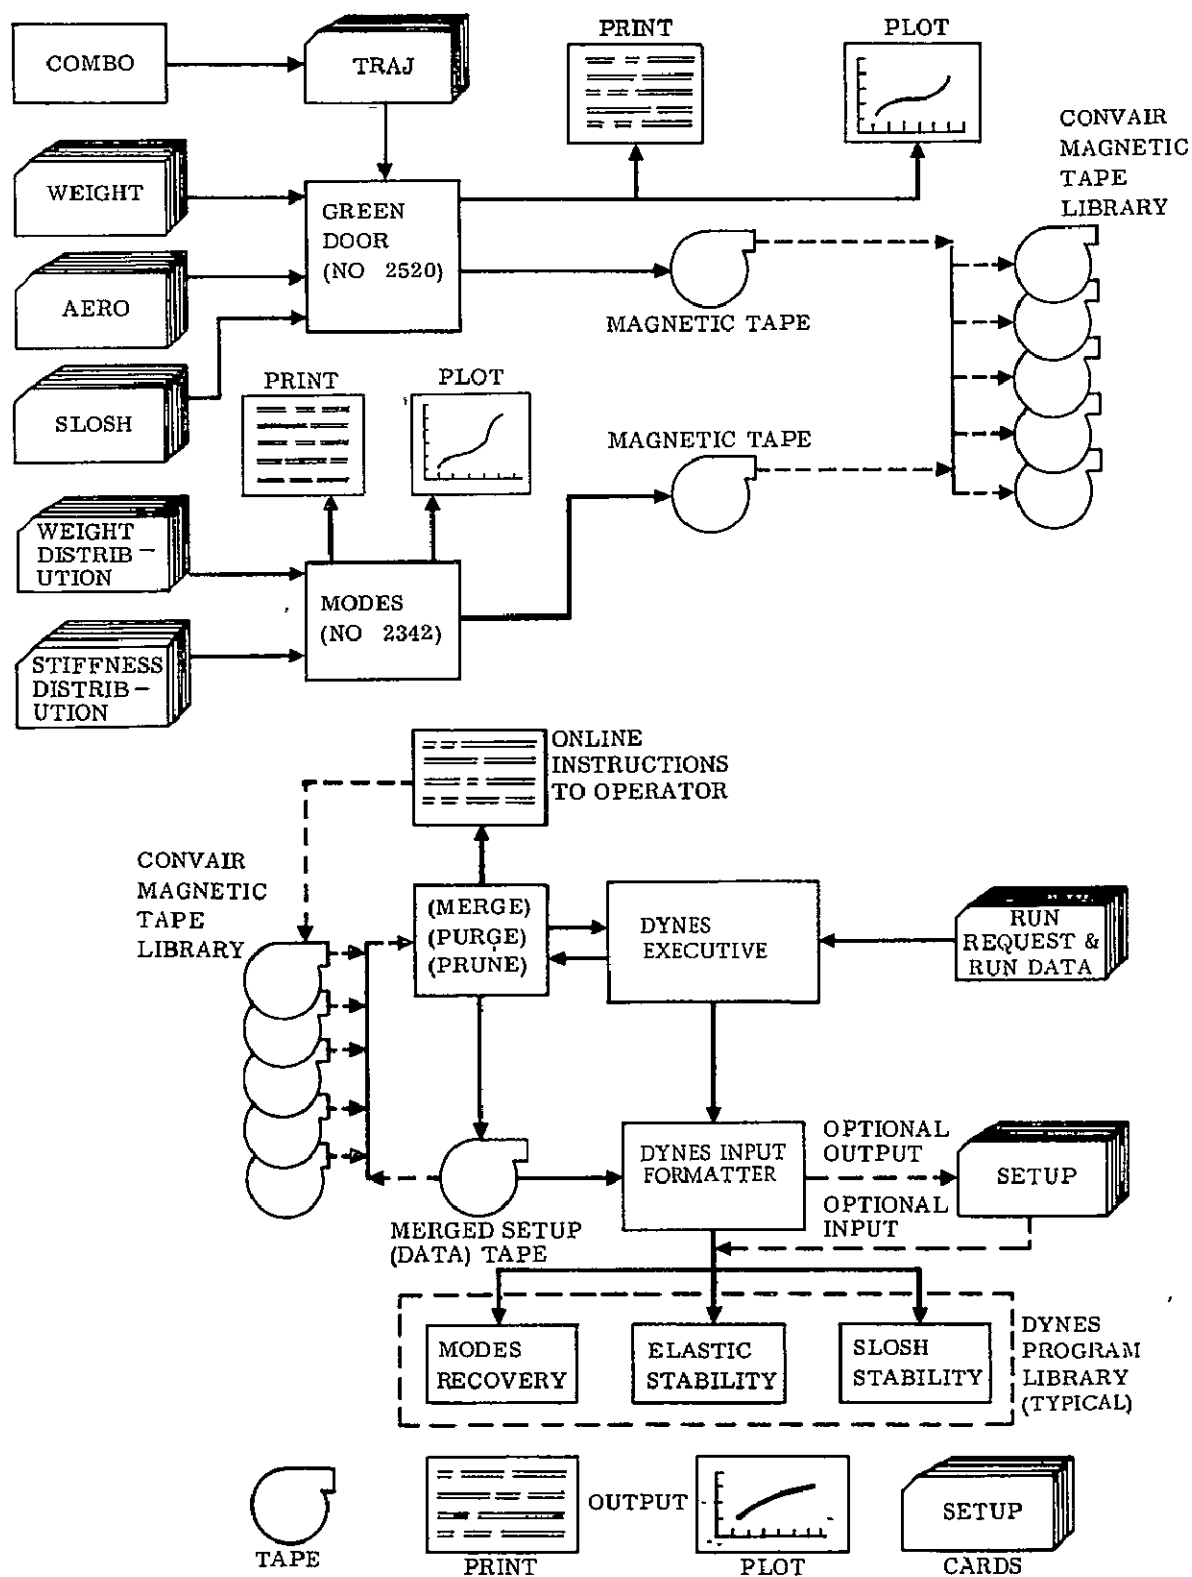 PRINT
PLOT
COMBO
TRAJ
CONVAIR
MAGNETIC
TAPE
LIBRARY
WEIGHT
GREEN
DOOR
(NO 2520)
AERO
MAGNETIC TAPE
PRINT
PLOT
SLOSH
MAGNETIC TAPE
WEIGHT
DISTRIB-
UTION
MODES
(NO 2342)
STIFFNESS
DISTRIB-
UTION
ONLINE
INSTRUCTIONS
TO OPERATOR
CONVAIR
MAGNETIC
TAPE
LIBRARY
(MERGE)
(PURGE)
(PRUNE)
DYNES
EXECUTIVE
RUN
REQUEST &
RUN DATA
DYNES INPUT
FORMATTER
OPTIONAL
OUTPUT
SETUP
OPTIONAL
INPUT
MERGED SETUP
(DATA) TAPE
MODES
RECOVERY
ELASTIC
STABILITY
SLOSH
STABILITY
DYNES
PROGRAM
LIBRARY
(TYPICAL)
TAPE
PRINT
OUTPUT
PLOT
SETUP
CARDS